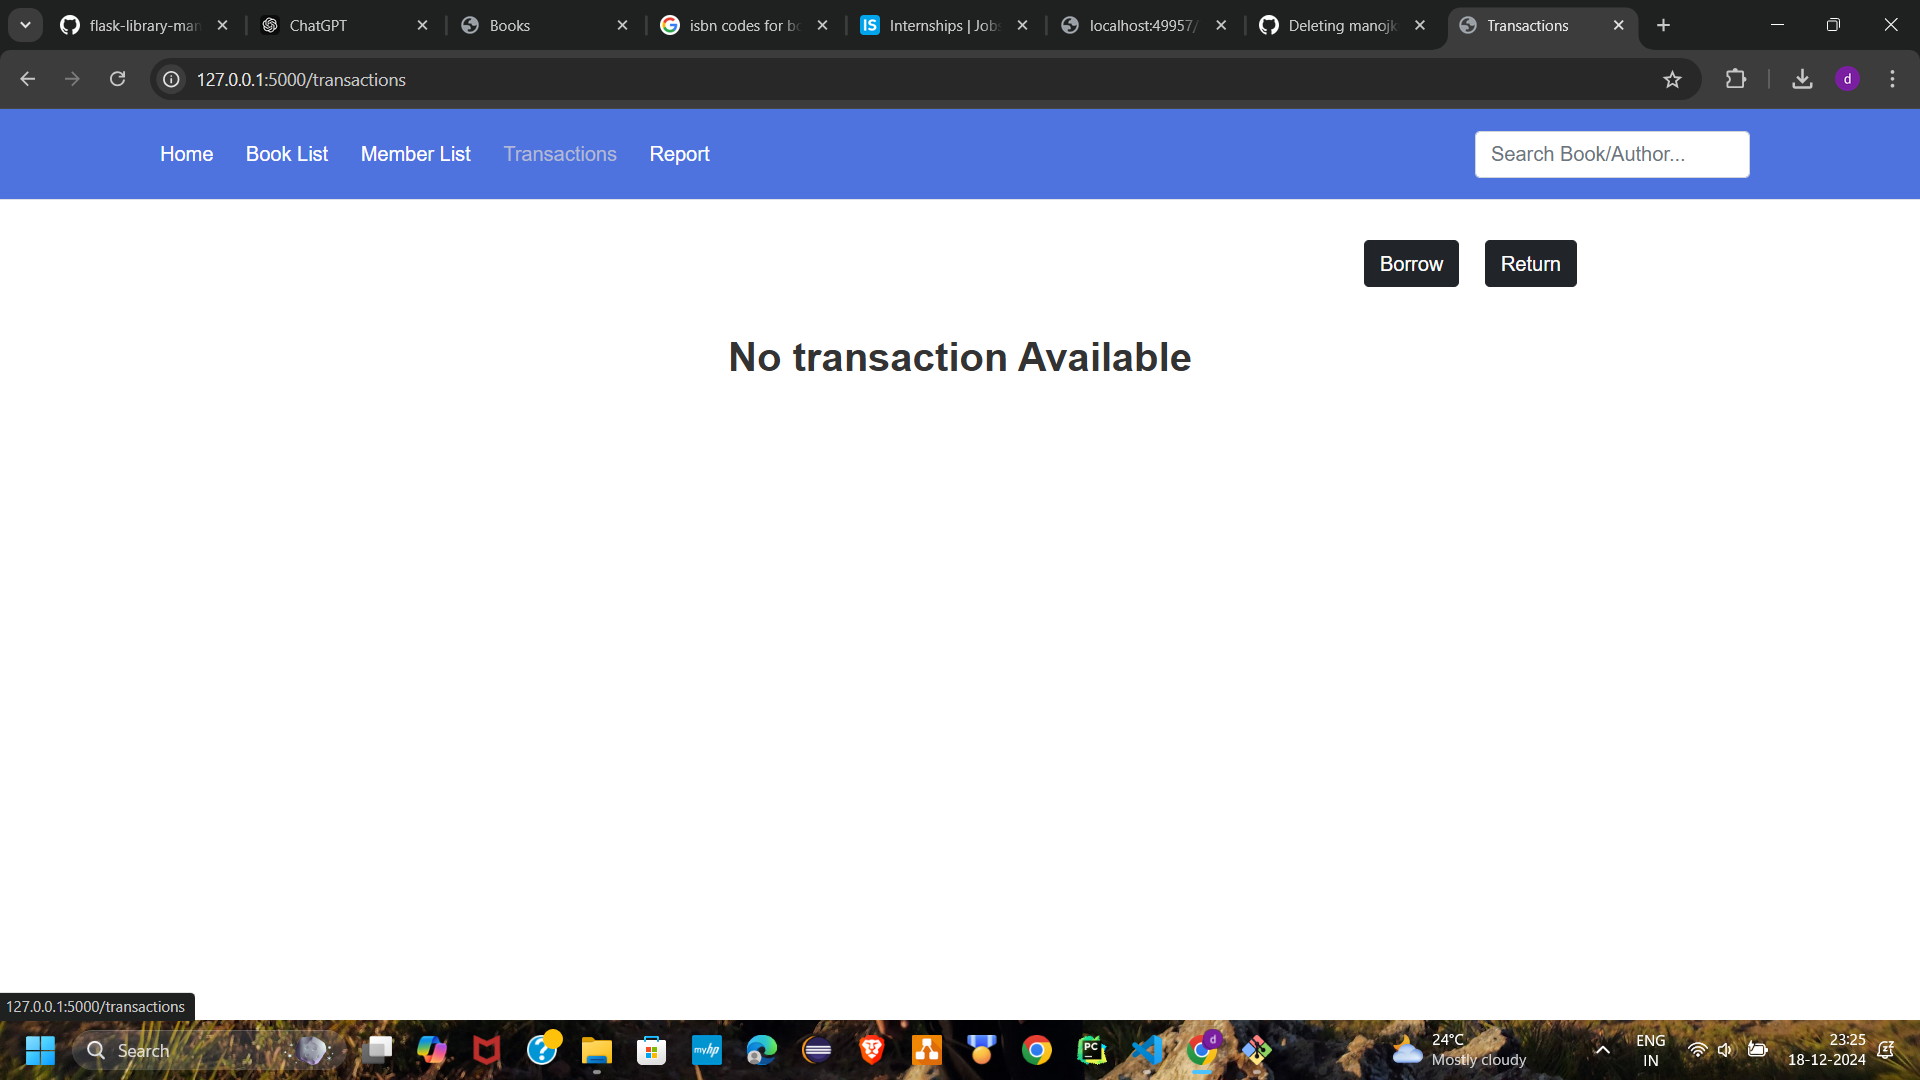 flask-library-man
ChatGPT
Books
isbn codes for bo
Internships | Jobs
localhost:49957/
Deleting manojk
Transactions
127.0.0.1:5000/transactions
d
Home Book List Member List Transactions Report Search Book/Author...
Borrow Return
No transaction Available
127.0.0.1:5000/transactions
Search
myhp
PC
d
24°C
Mostly cloudy
ENG
IN
23:25
18-12-2024